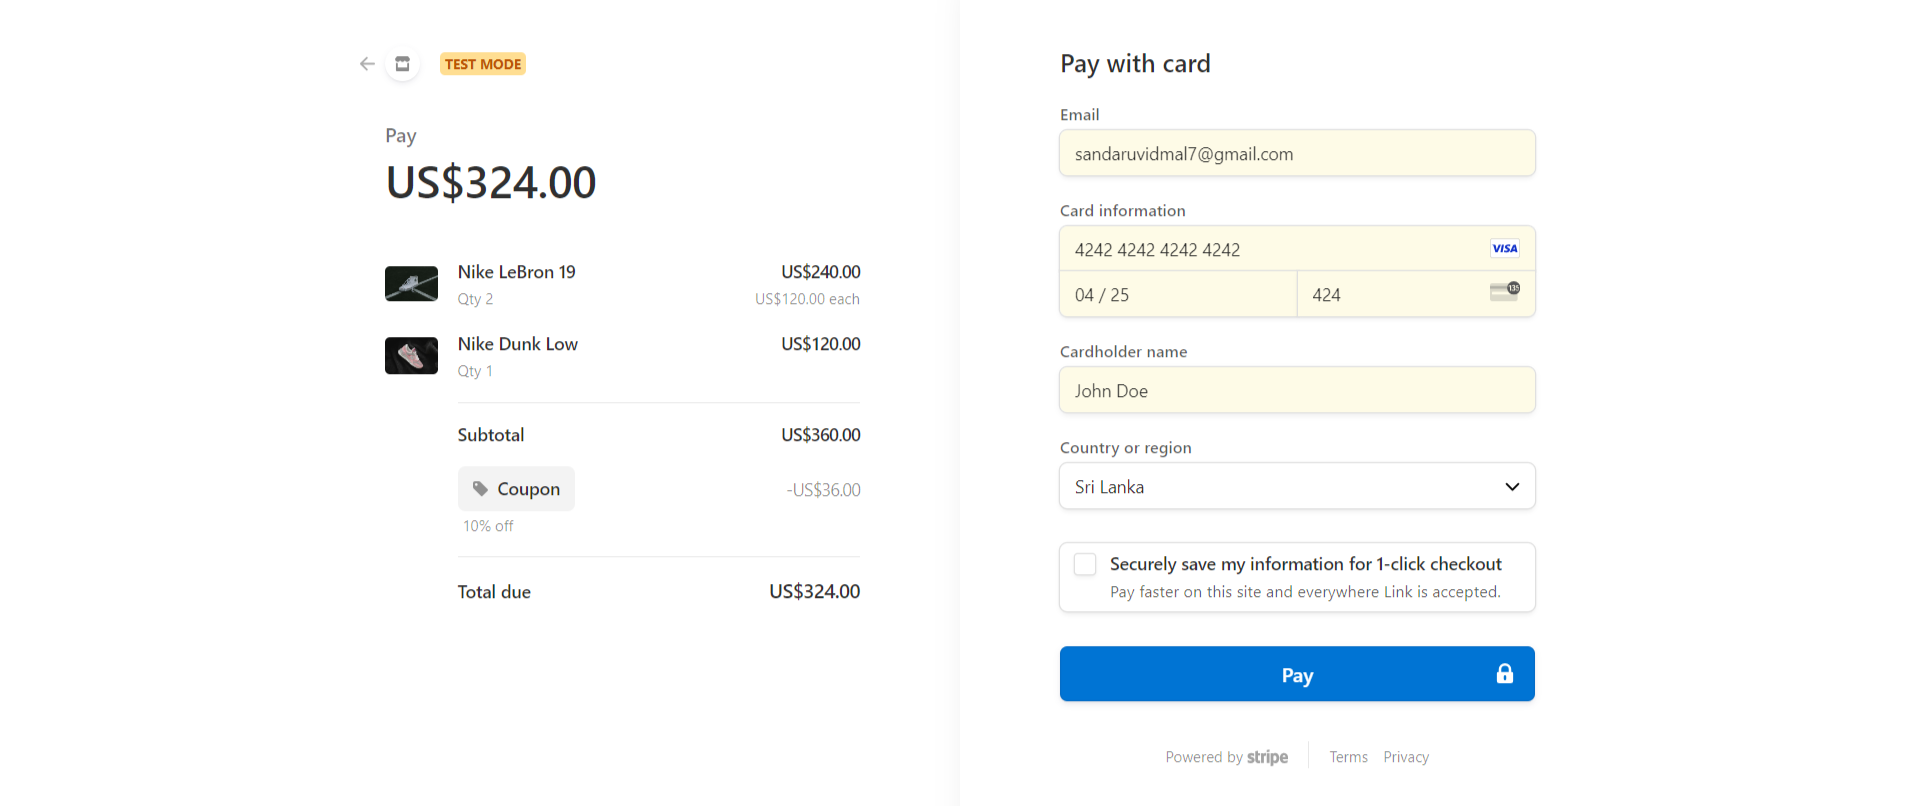 TEST MODE
Pay
US$324.00
Nike LeBron 19 US$240.00
Qty 2 US$120.00 each
Nike Dunk Low US$120.00
Qty 1
Subtotal US$360.00
Coupon -US$36.00
10% off
Total due US$324.00
Pay with card
Email
sandaruvidmal7@gmail.com
Card information
4242 4242 4242 4242 VISA
04 / 25 424 135
Cardholder name
John Doe
Country or region
Sri Lanka
Securely save my information for 1-click checkout
Pay faster on this site and everywhere Link is accepted.
Pay
Powered by stripe Terms Privacy